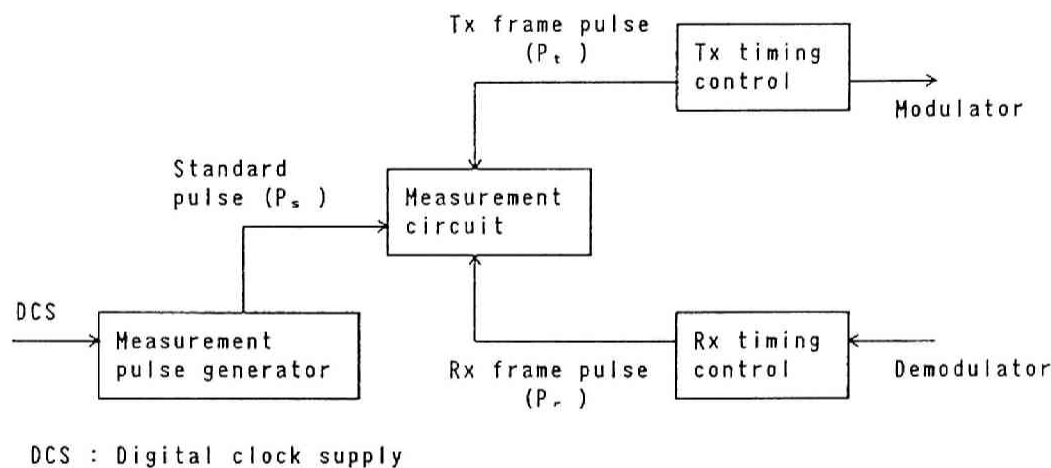 Tx frame pulse
(Pt )
Tx timing
control
Modulator
Standard
pulse (Ps )
Measurement
circuit
DCS
Measurement
pulse generator
Rx frame pulse
(Pr )
Rx timing
control
Demodulator
DCS : Digital clock supply